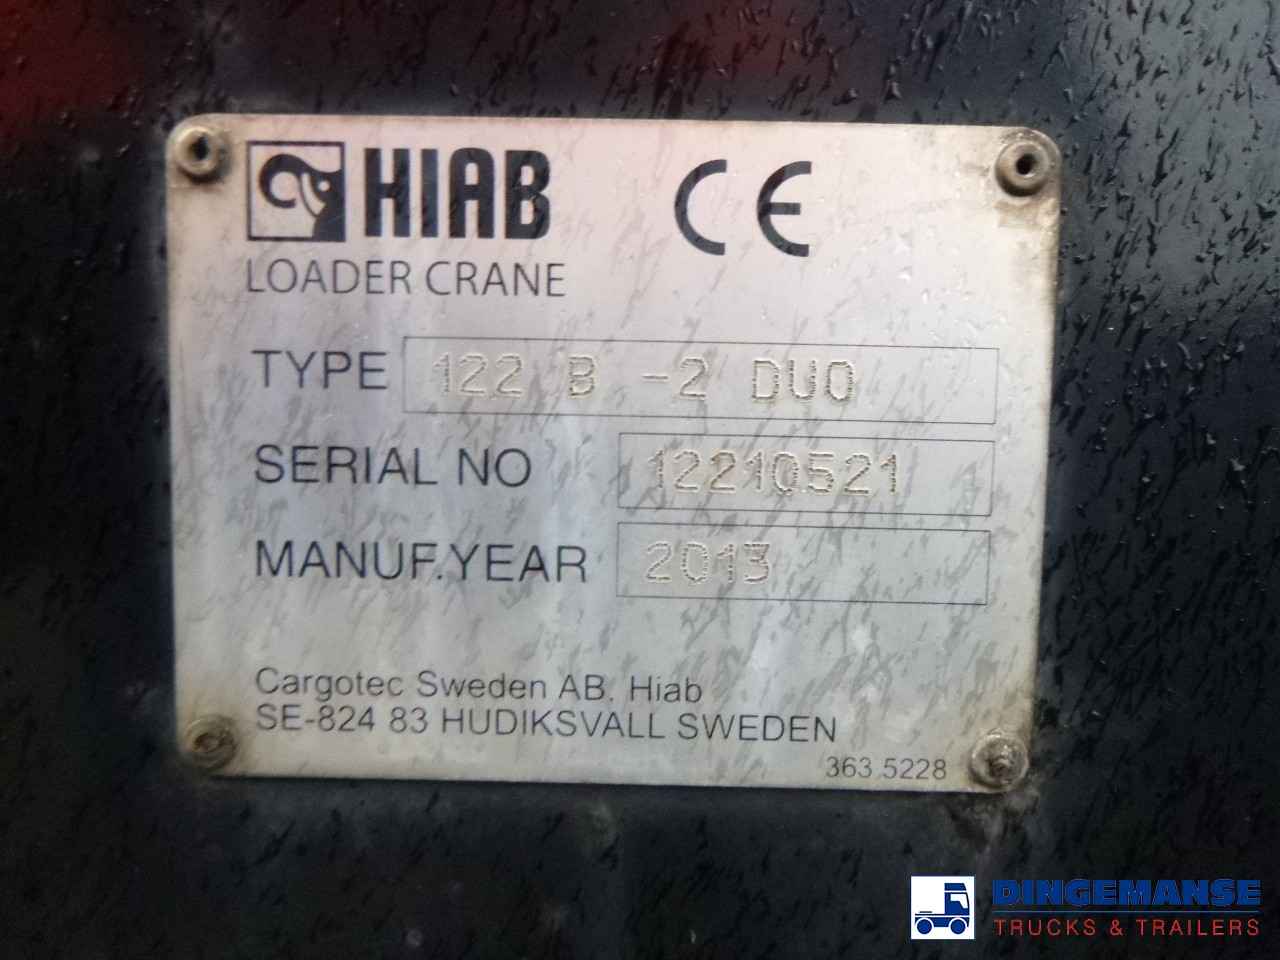 HIAB CE
LOADER CRANE
TYPE 122 B -2 DUO
SERIAL NO 12210521
MANUF.YEAR 2013
Cargotec Sweden AB. Hiab
SE-824 83 HUDIKSVALL SWEDEN
363 5228
DINGEMANSE
TRUCKS & TRAILERS